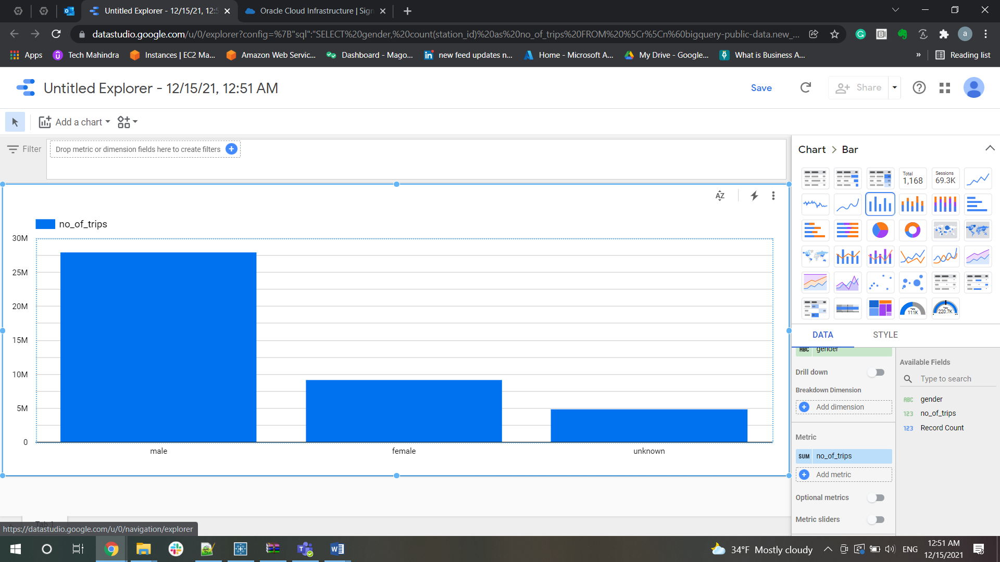 Untitled Explorer - 12/15/21, 12:5
Oracle Cloud Infrastructure | Sign
datastudio.google.com/u/0/explorer?config=%7B"sql":"SELECT%20gender,%20count(station_id)%20as%20no_of_trips%20FROM%20%5Cr%5Cn%60bigquery-public-data.new_...
a
Apps
Tech Mahindra
Instances | EC2 Ma...
Amazon Web Servic...
Dashboard - Mago...
new feed updates n...
Home - Microsoft A...
My Drive - Google...
What is Business A...
»
Reading list
Untitled Explorer - 12/15/21, 12:51 AM
Save
Share
Add a chart
Filter
Drop metric or dimension fields here to create filters
no_of_trips
30M
25M
20M
15M
10M
5M
0
male
female
unknown
Chart > Bar
Total
1,168
Sessions
69.3K
Total
111K
Total
220.7K
DATA
STYLE
ABC gender
Drill down
Breakdown Dimension
Add dimension
Metric
SUM no_of_trips
Add metric
Optional metrics
Metric sliders
Available Fields
Type to search
ABC gender
123 no_of_trips
123 Record Count
Tab 1
https://datastudio.google.com/u/0/navigation/explorer
34°F Mostly cloudy
ENG
12:51 AM
12/15/2021